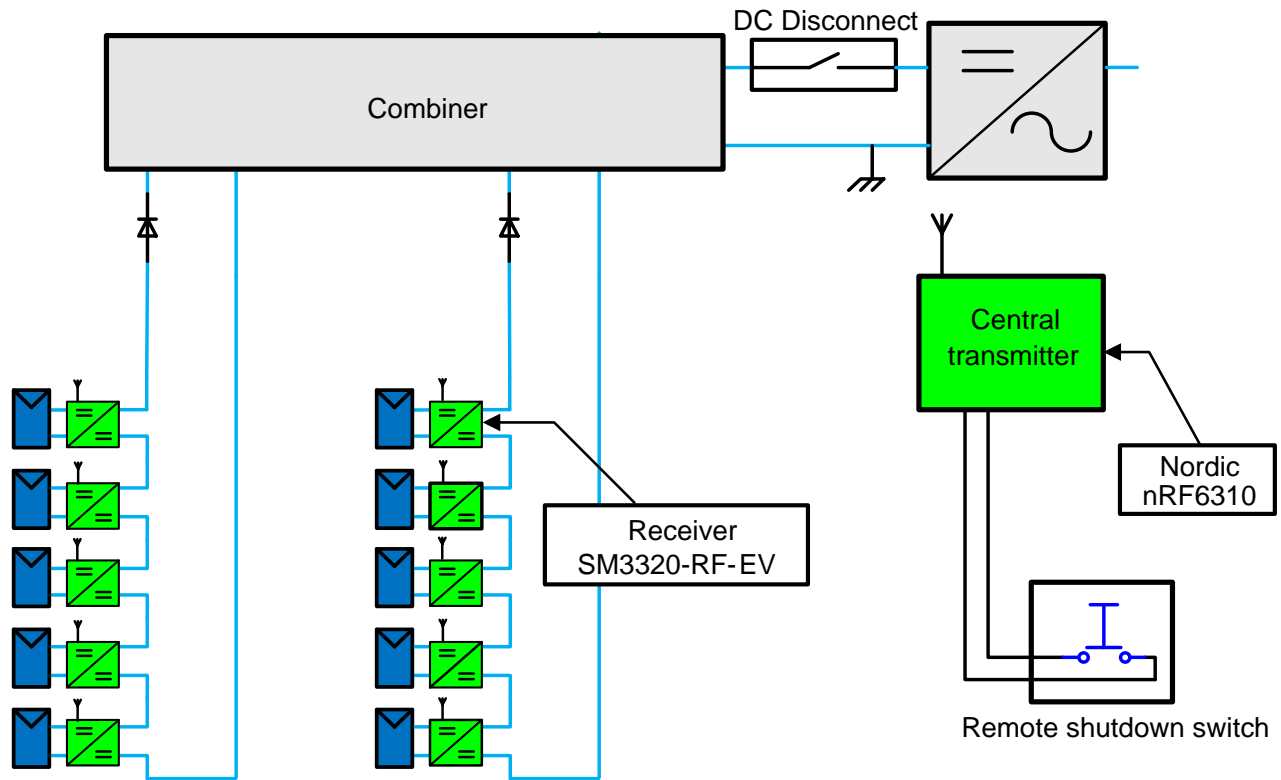 DC Disconnect
Combiner
Central
transmitter
Nordic
nRF6310
Receiver
SM3320-RF-EV
Remote shutdown switch